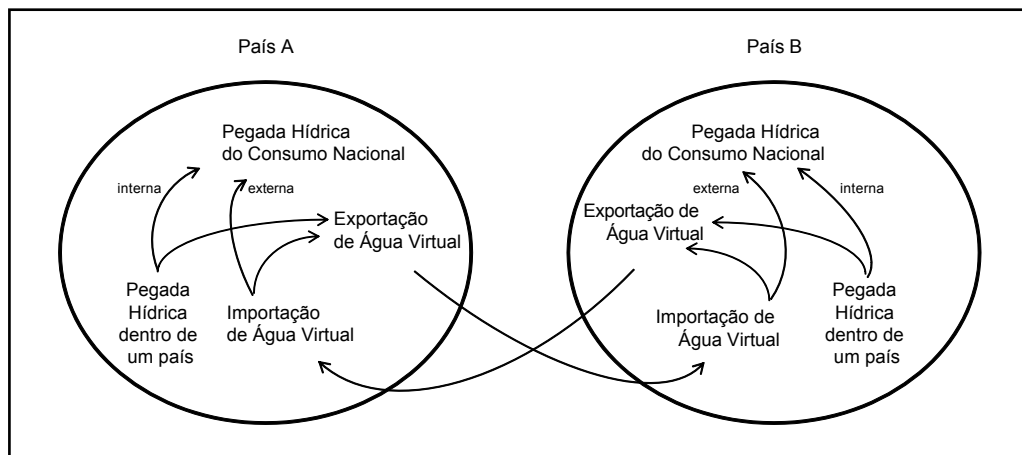 País A
Pegada Hídrica
do Consumo Nacional
interna
externa
Exportação
de Água Virtual
Pegada
Hídrica
dentro de
um país
Importação
de Água Virtual
País B
Pegada Hídrica
do Consumo Nacional
externa
interna
Exportação de
Água Virtual
Importação de
Água Virtual
Pegada
Hídrica
dentro de
um país